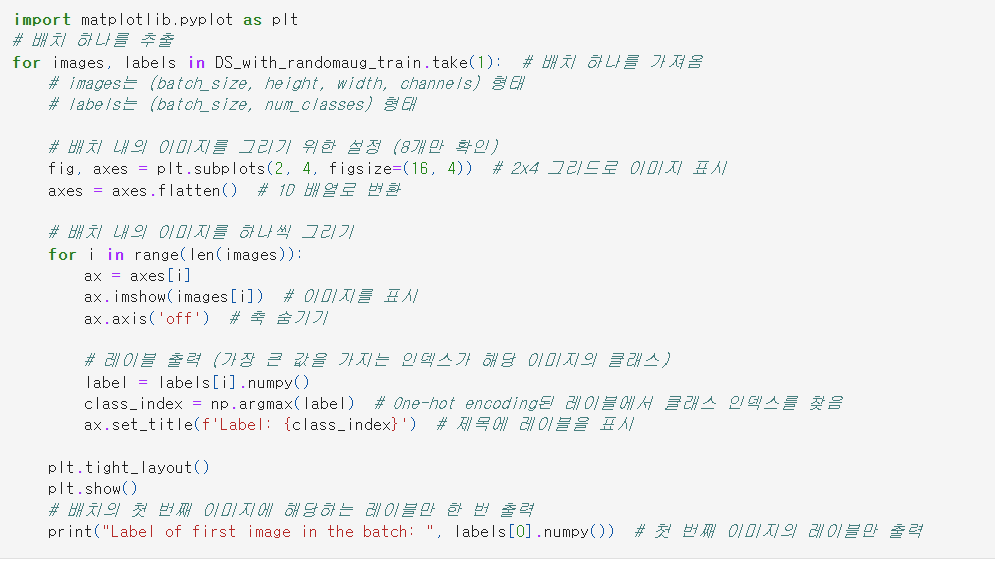 import matplotlib.pyplot as plt
# 배치 하나를 추출
for images, labels in DS_with_randomaug_train.take(1):  # 배치 하나를 가져옴
    # images는 (batch_size, height, width, channels) 형태
    # labels는 (batch_size, num_classes) 형태
    # 배치 내의 이미지를 그리기 위한 설정 (8개만 확인)
    fig, axes = plt.subplots(2, 4, figsize=(16, 4))  # 2x4 그리드로 이미지 표시
    axes = axes.flatten()  # 1D 배열로 변환
    # 배치 내의 이미지를 하나씩 그리기
    for i in range(len(images)):
        ax = axes[i]
        ax.imshow(images[i])  # 이미지를 표시
        ax.axis('off')  # 축 숨기기
        # 레이블 출력 (가장 큰 값을 가지는 인덱스가 해당 이미지의 클래스)
        label = labels[i].numpy()
        class_index = np.argmax(label)  # One-hot encoding된 레이블에서 클래스 인덱스를 찾음
        ax.set_title(f'Label: {class_index}')  # 제목에 레이블을 표시
    plt.tight_layout()
    plt.show()
    # 배치의 첫 번째 이미지에 해당하는 레이블만 한 번 출력
    print("Label of first image in the batch: ", labels[0].numpy())  # 첫 번째 이미지의 레이블만 출력